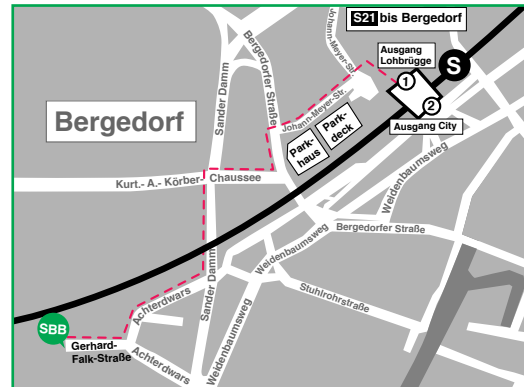 S21 bis Bergedorf
Ausgang
Lohbrügge
S
1
2
Ausgang City
Johann-Meyer-Str.
Bergedorfer Straße
Sander Damm
Johann-Meyer-Str.
Bergedorf
Park-
haus
Park-
deck
Kurt.- A.- Körber- Chaussee
Weidenbaumsweg
Bergedorfer Straße
Weidenbaumsweg
Sander Damm
Stuhlrohrstraße
Achterdwars
Weidenbaumsweg
SBB
Gerhard-
Falk-Straße
Achterdwars